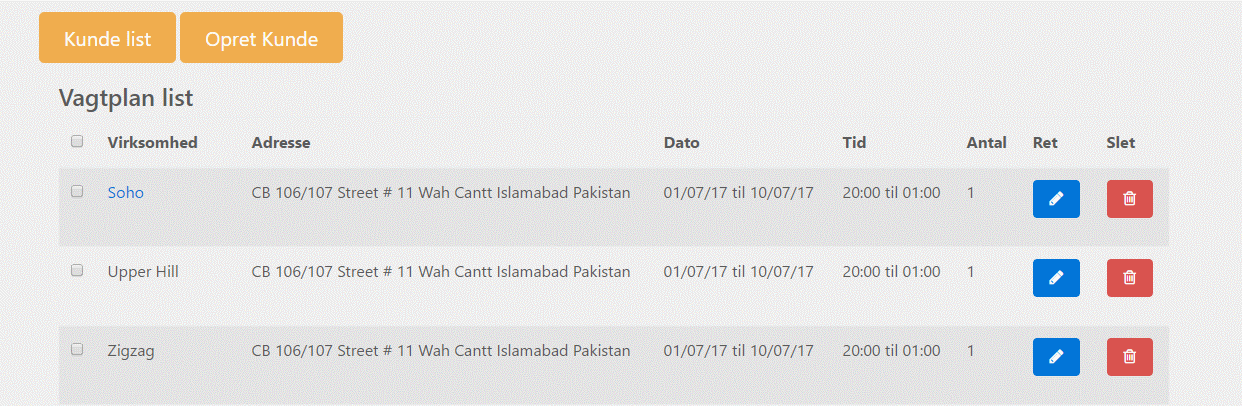 Kunde list Opret Kunde
Vagtplan list
Virksomhed Adresse Dato Tid Antal Ret Slet
Soho CB 106/107 Street # 11 Wah Cantt Islamabad Pakistan 01/07/17 til 10/07/17 20:00 til 01:00 1
Upper Hill CB 106/107 Street # 11 Wah Cantt Islamabad Pakistan 01/07/17 til 10/07/17 20:00 til 01:00 1
Zigzag CB 106/107 Street # 11 Wah Cantt Islamabad Pakistan 01/07/17 til 10/07/17 20:00 til 01:00 1